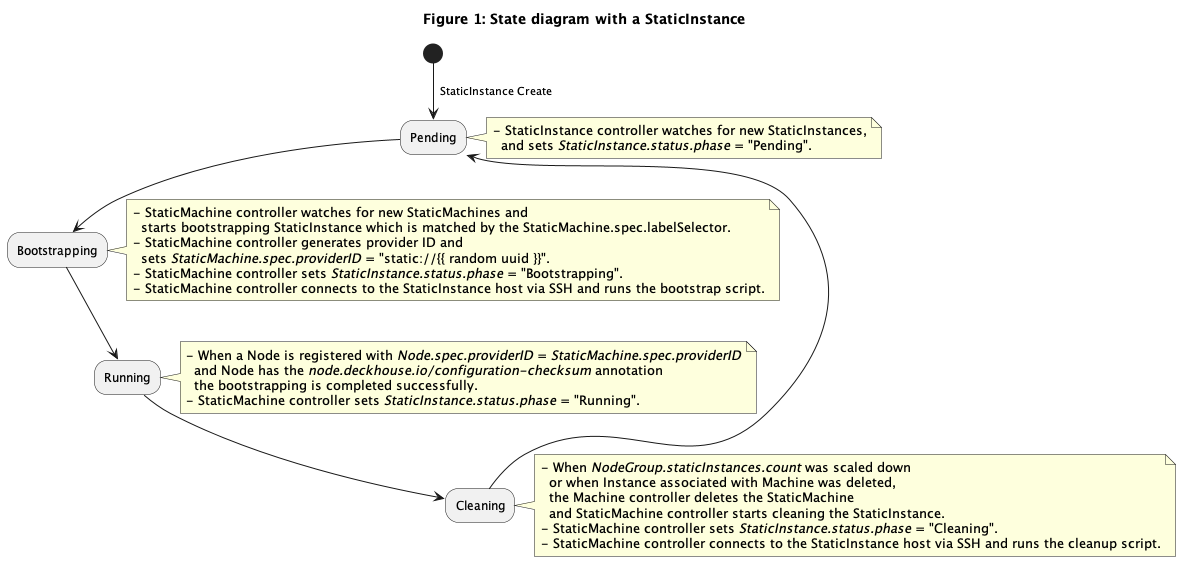 Figure 1: State diagram with a StaticInstance
StaticInstance Create
Pending
- StaticInstance controller watches for new StaticInstances,
and sets StaticInstance.status.phase = "Pending".
Bootstrapping
- StaticMachine controller watches for new StaticMachines and
starts bootstrapping StaticInstance which is matched by the StaticMachine.spec.labelSelector.
- StaticMachine controller generates provider ID and
sets StaticMachine.spec.providerID = "static://{{ random uuid }}".
- StaticMachine controller sets StaticInstance.status.phase = "Bootstrapping".
- StaticMachine controller connects to the StaticInstance host via SSH and runs the bootstrap script.
Running
- When a Node is registered with Node.spec.providerID = StaticMachine.spec.providerID
and Node has the node.deckhouse.io/configuration-checksum annotation
the bootstrapping is completed successfully.
- StaticMachine controller sets StaticInstance.status.phase = "Running".
Cleaning
- When NodeGroup.staticInstances.count was scaled down
or when Instance associated with Machine was deleted,
the Machine controller deletes the StaticMachine
and StaticMachine controller starts cleaning the StaticInstance.
- StaticMachine controller sets StaticInstance.status.phase = "Cleaning".
- StaticMachine controller connects to the StaticInstance host via SSH and runs the cleanup script.